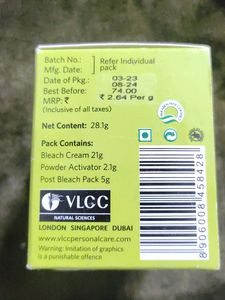 Batch No.: Refer Individual
Mfg. Date: pack
Date of Pkg.: 03-23
Best Before: 08-24
MRP: ₹ 74.00
(Inclusive of all taxes) ₹ 2.64 Per g
Net Content: 28.1g
Pack Contains:
Bleach Cream 21g
Powder Activator 2.1g
Post Bleach Pack 5g
VLCC
NATURAL SCIENCES
LONDON SINGAPORE DUBAI
www.vlccpersonalcare.com
Warning: Imitation of graphics
is a punishable offence
8906008458428